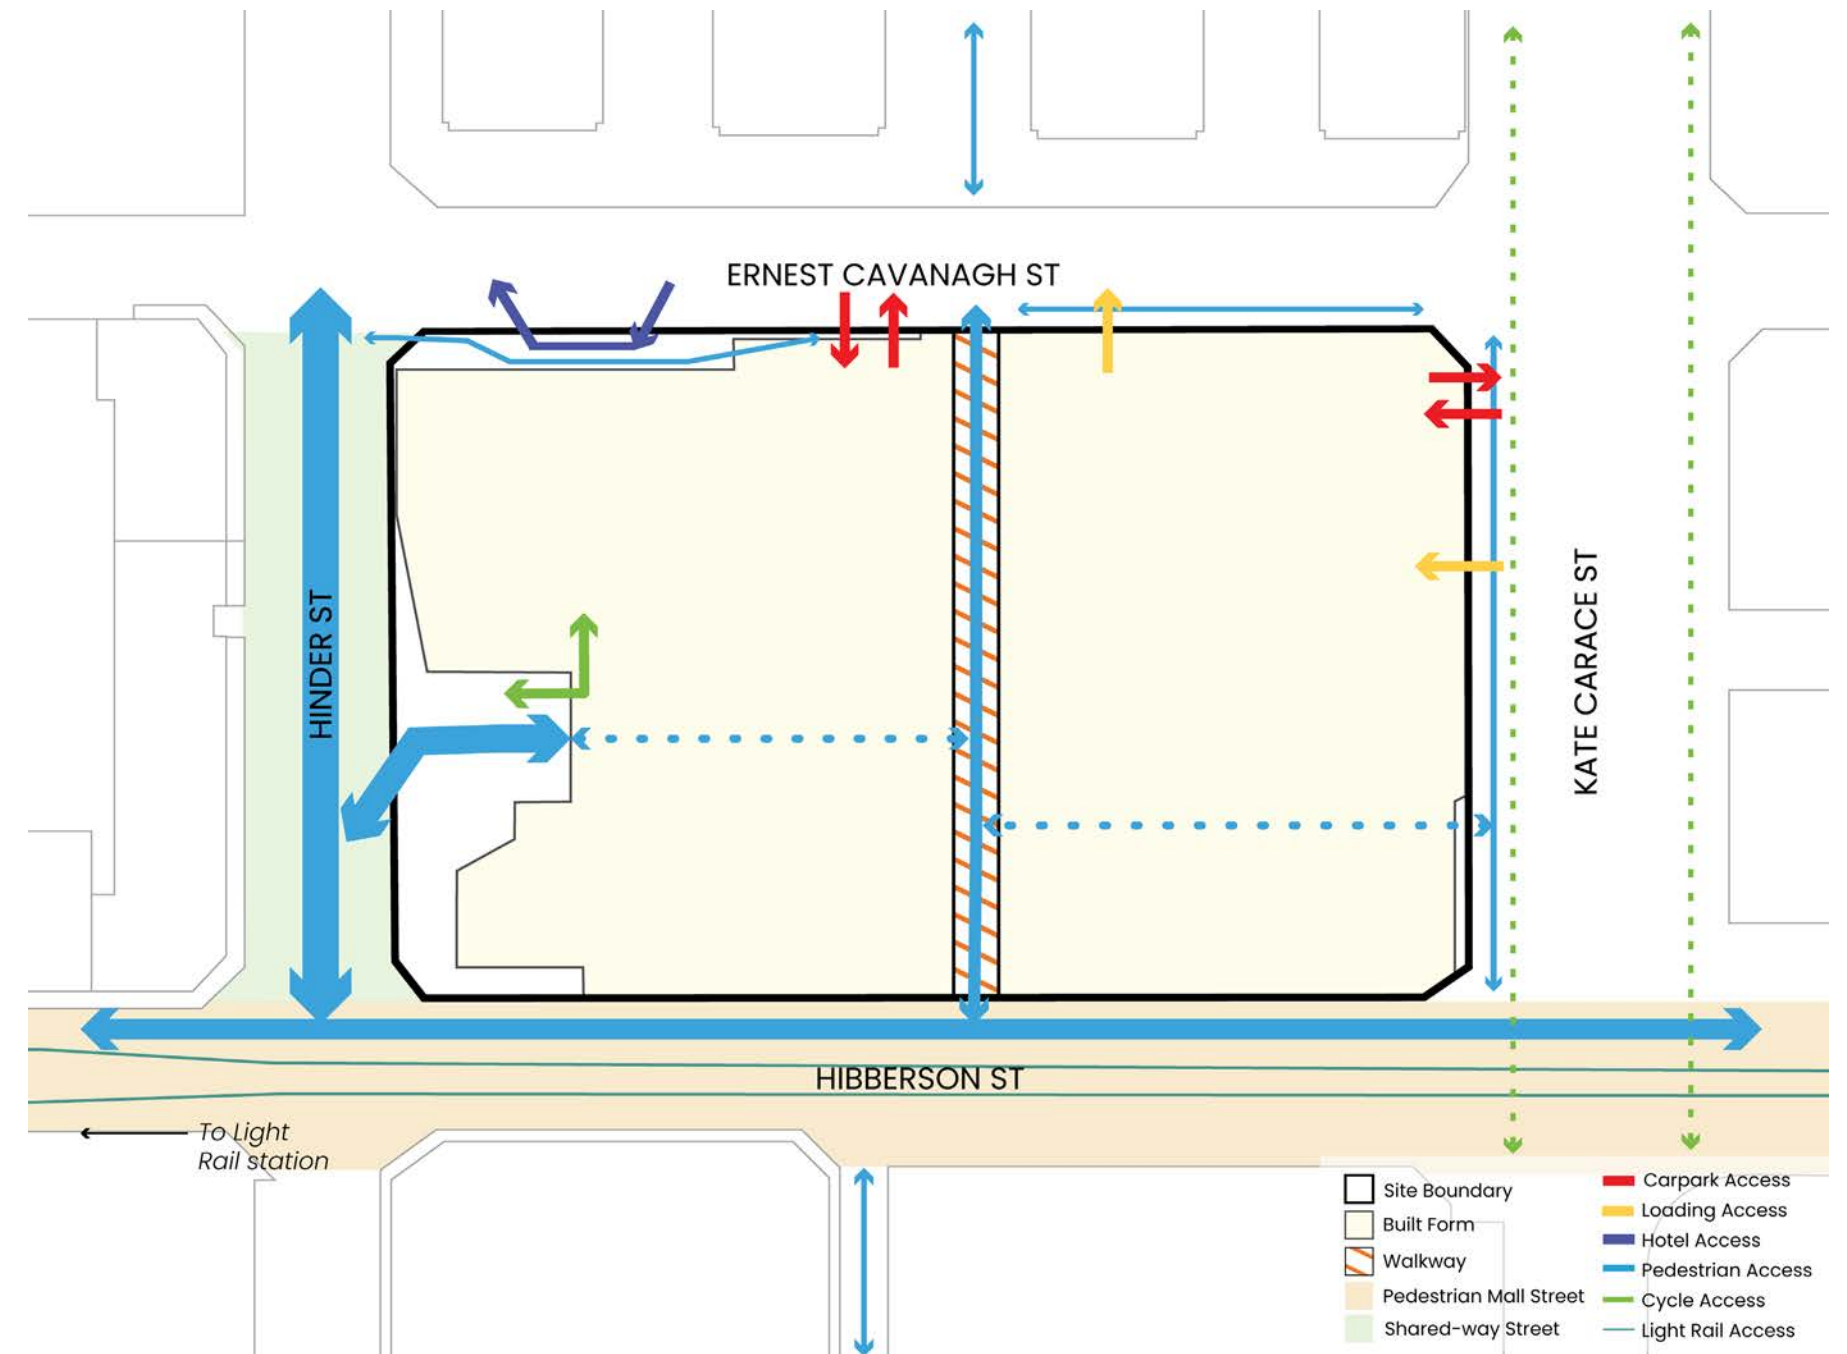 ERNEST CAVANAGH ST
HINDER ST
KATE CARACE ST
HIBBERSON ST
To Light
Rail station
Site Boundary
Built Form
Walkway
Pedestrian Mall Street
Shared-way Street
Carpark Access
Loading Access
Hotel Access
Pedestrian Access
Cycle Access
Light Rail Access